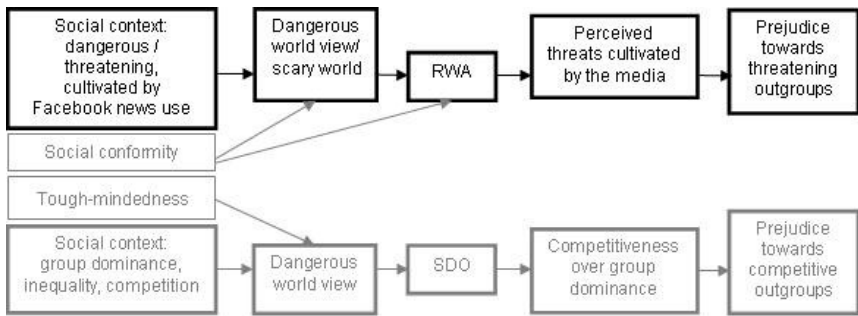 Social context:
dangerous /
threatening,
cultivated by
Facebook news use
Dangerous
world view/
scary world
RWA
Perceived
threats cultivated
by the media
Prejudice
towards
threatening
outgroups
Social conformity
Tough-mindedness
Social context:
group dominance,
inequality, competition
Dangerous
world view
SDO
Competitiveness
over group
dominance
Prejudice
towards
competitive
outgroups